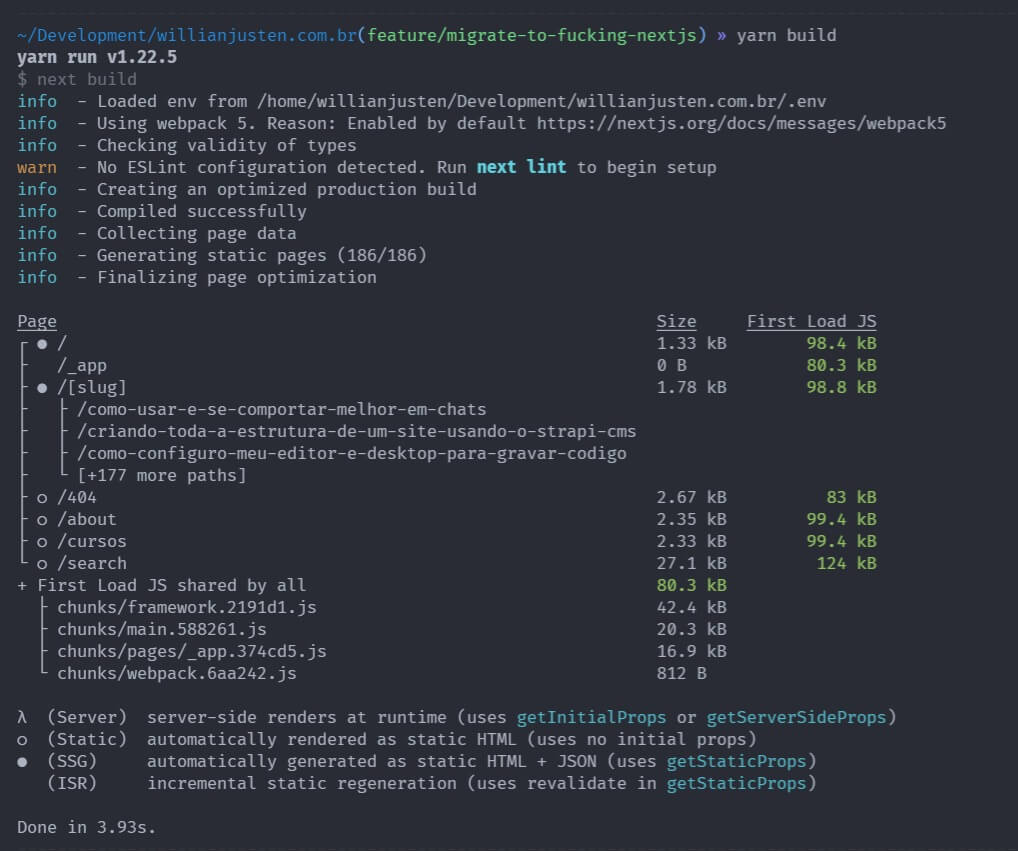 ~/Development/willianjusten.com.br(feature/migrate-to-fucking-nextjs) » yarn build
yarn run v1.22.5
$ next build
info  - Loaded env from /home/willianjusten/Development/willianjusten.com.br/.env
info  - Using webpack 5. Reason: Enabled by default https://nextjs.org/docs/messages/webpack5
info  - Checking validity of types
warn  - No ESLint configuration detected. Run next lint to begin setup
info  - Creating an optimized production build
info  - Compiled successfully
info  - Collecting page data
info  - Generating static pages (186/186)
info  - Finalizing page optimization
Page Size First Load JS
┌ ● / 1.33 kB 98.4 kB
├   /_app 0 B 80.3 kB
├ ● /[slug] 1.78 kB 98.8 kB
├   ├ /como-usar-e-se-comportar-melhor-em-chats
├   ├ /criando-toda-a-estrutura-de-um-site-usando-o-strapi-cms
├   ├ /como-configuro-meu-editor-e-desktop-para-gravar-codigo
├   └ [+177 more paths]
├ ○ /404 2.67 kB 83 kB
├ ○ /about 2.35 kB 99.4 kB
├ ○ /cursos 2.33 kB 99.4 kB
└ ○ /search 27.1 kB 124 kB
+ First Load JS shared by all 80.3 kB
  ├ chunks/framework.2191d1.js 42.4 kB
  ├ chunks/main.588261.js 20.3 kB
  ├ chunks/pages/_app.374cd5.js 16.9 kB
  └ chunks/webpack.6aa242.js 812 B
λ  (Server)  server-side renders at runtime (uses getInitialProps or getServerSideProps)
○  (Static)  automatically rendered as static HTML (uses no initial props)
●  (SSG)     automatically generated as static HTML + JSON (uses getStaticProps)
   (ISR)     incremental static regeneration (uses revalidate in getStaticProps)
Done in 3.93s.